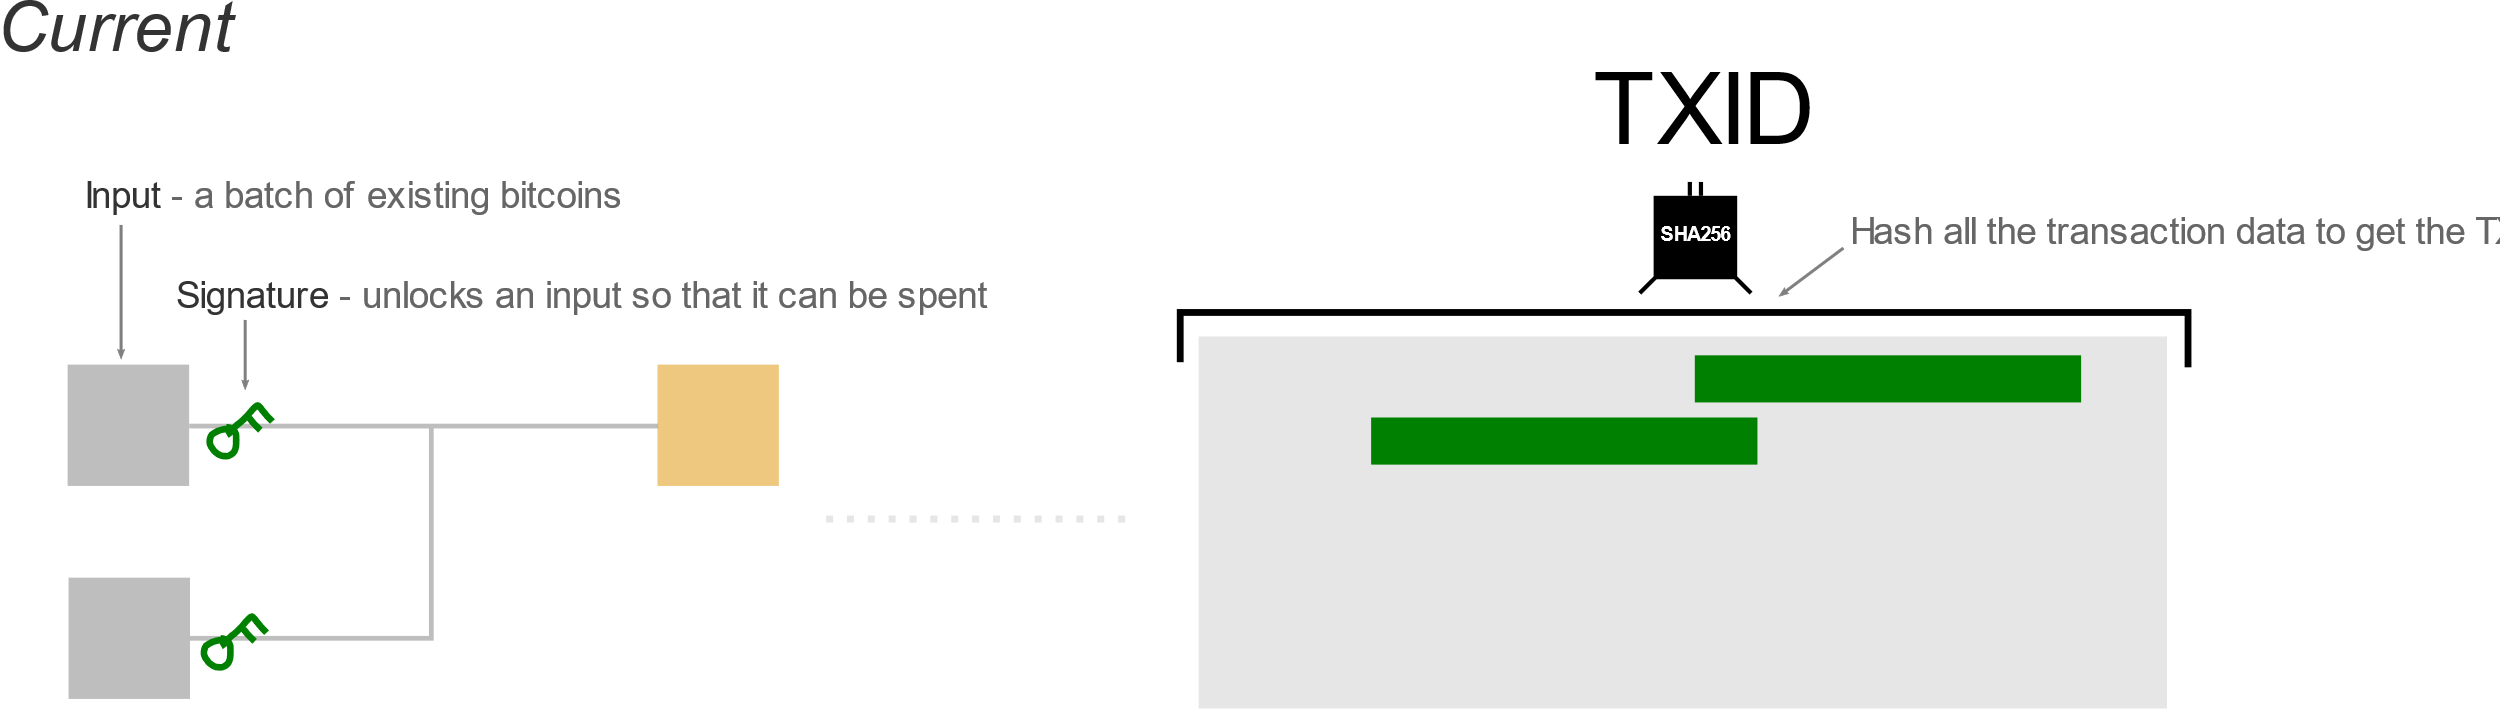 Current
TXID
Input - a batch of existing bitcoins
SHA256
Hash all the transaction data to get the
Signature - unlocks an input so that it can be spent